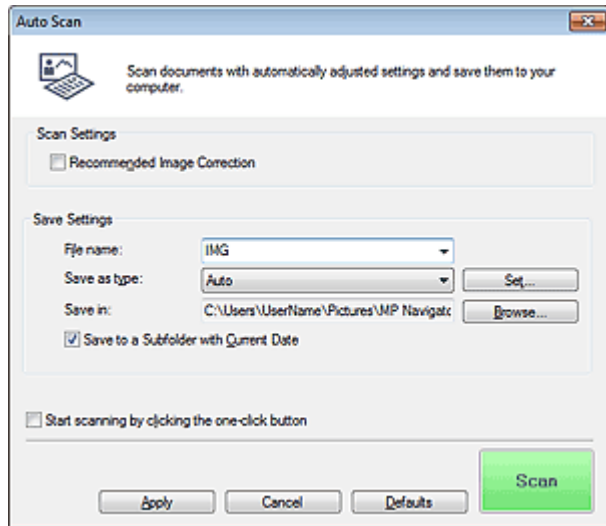 Auto Scan
Scan documents with automatically adjusted settings and save them to your
computer.
Scan Settings
Recommended Image Correction
Save Settings
File name:
IMG
Save as type:
Auto
Set...
Save in:
C:\Users\UserName\Pictures\MP Navigatc
Browse...
Save to a Subfolder with Current Date
Start scanning by clicking the one-click button
Scan
Apply
Cancel
Defaults